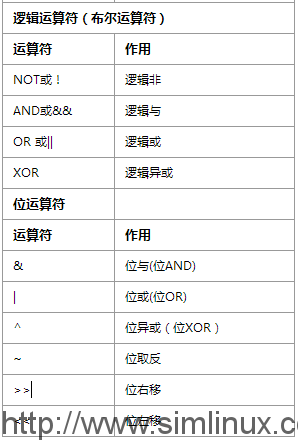 逻辑运算符（布尔运算符）
运算符 作用
NOT或！ 逻辑非
AND或&& 逻辑与
OR 或|| 逻辑或
XOR 逻辑异或
位运算符
运算符 作用
& 位与(位AND)
| 位或(位OR)
^ 位异或（位XOR）
~ 位取反
>> 位右移
<< 位左移
http://www.simlinux.com